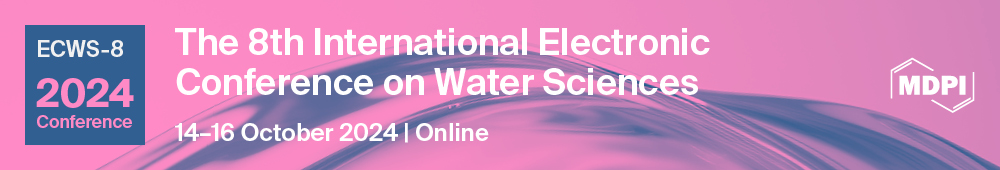 ECWS-8
2024
Conference
The 8th International Electronic
Conference on Water Sciences
14–16 October 2024 | Online
MDPI